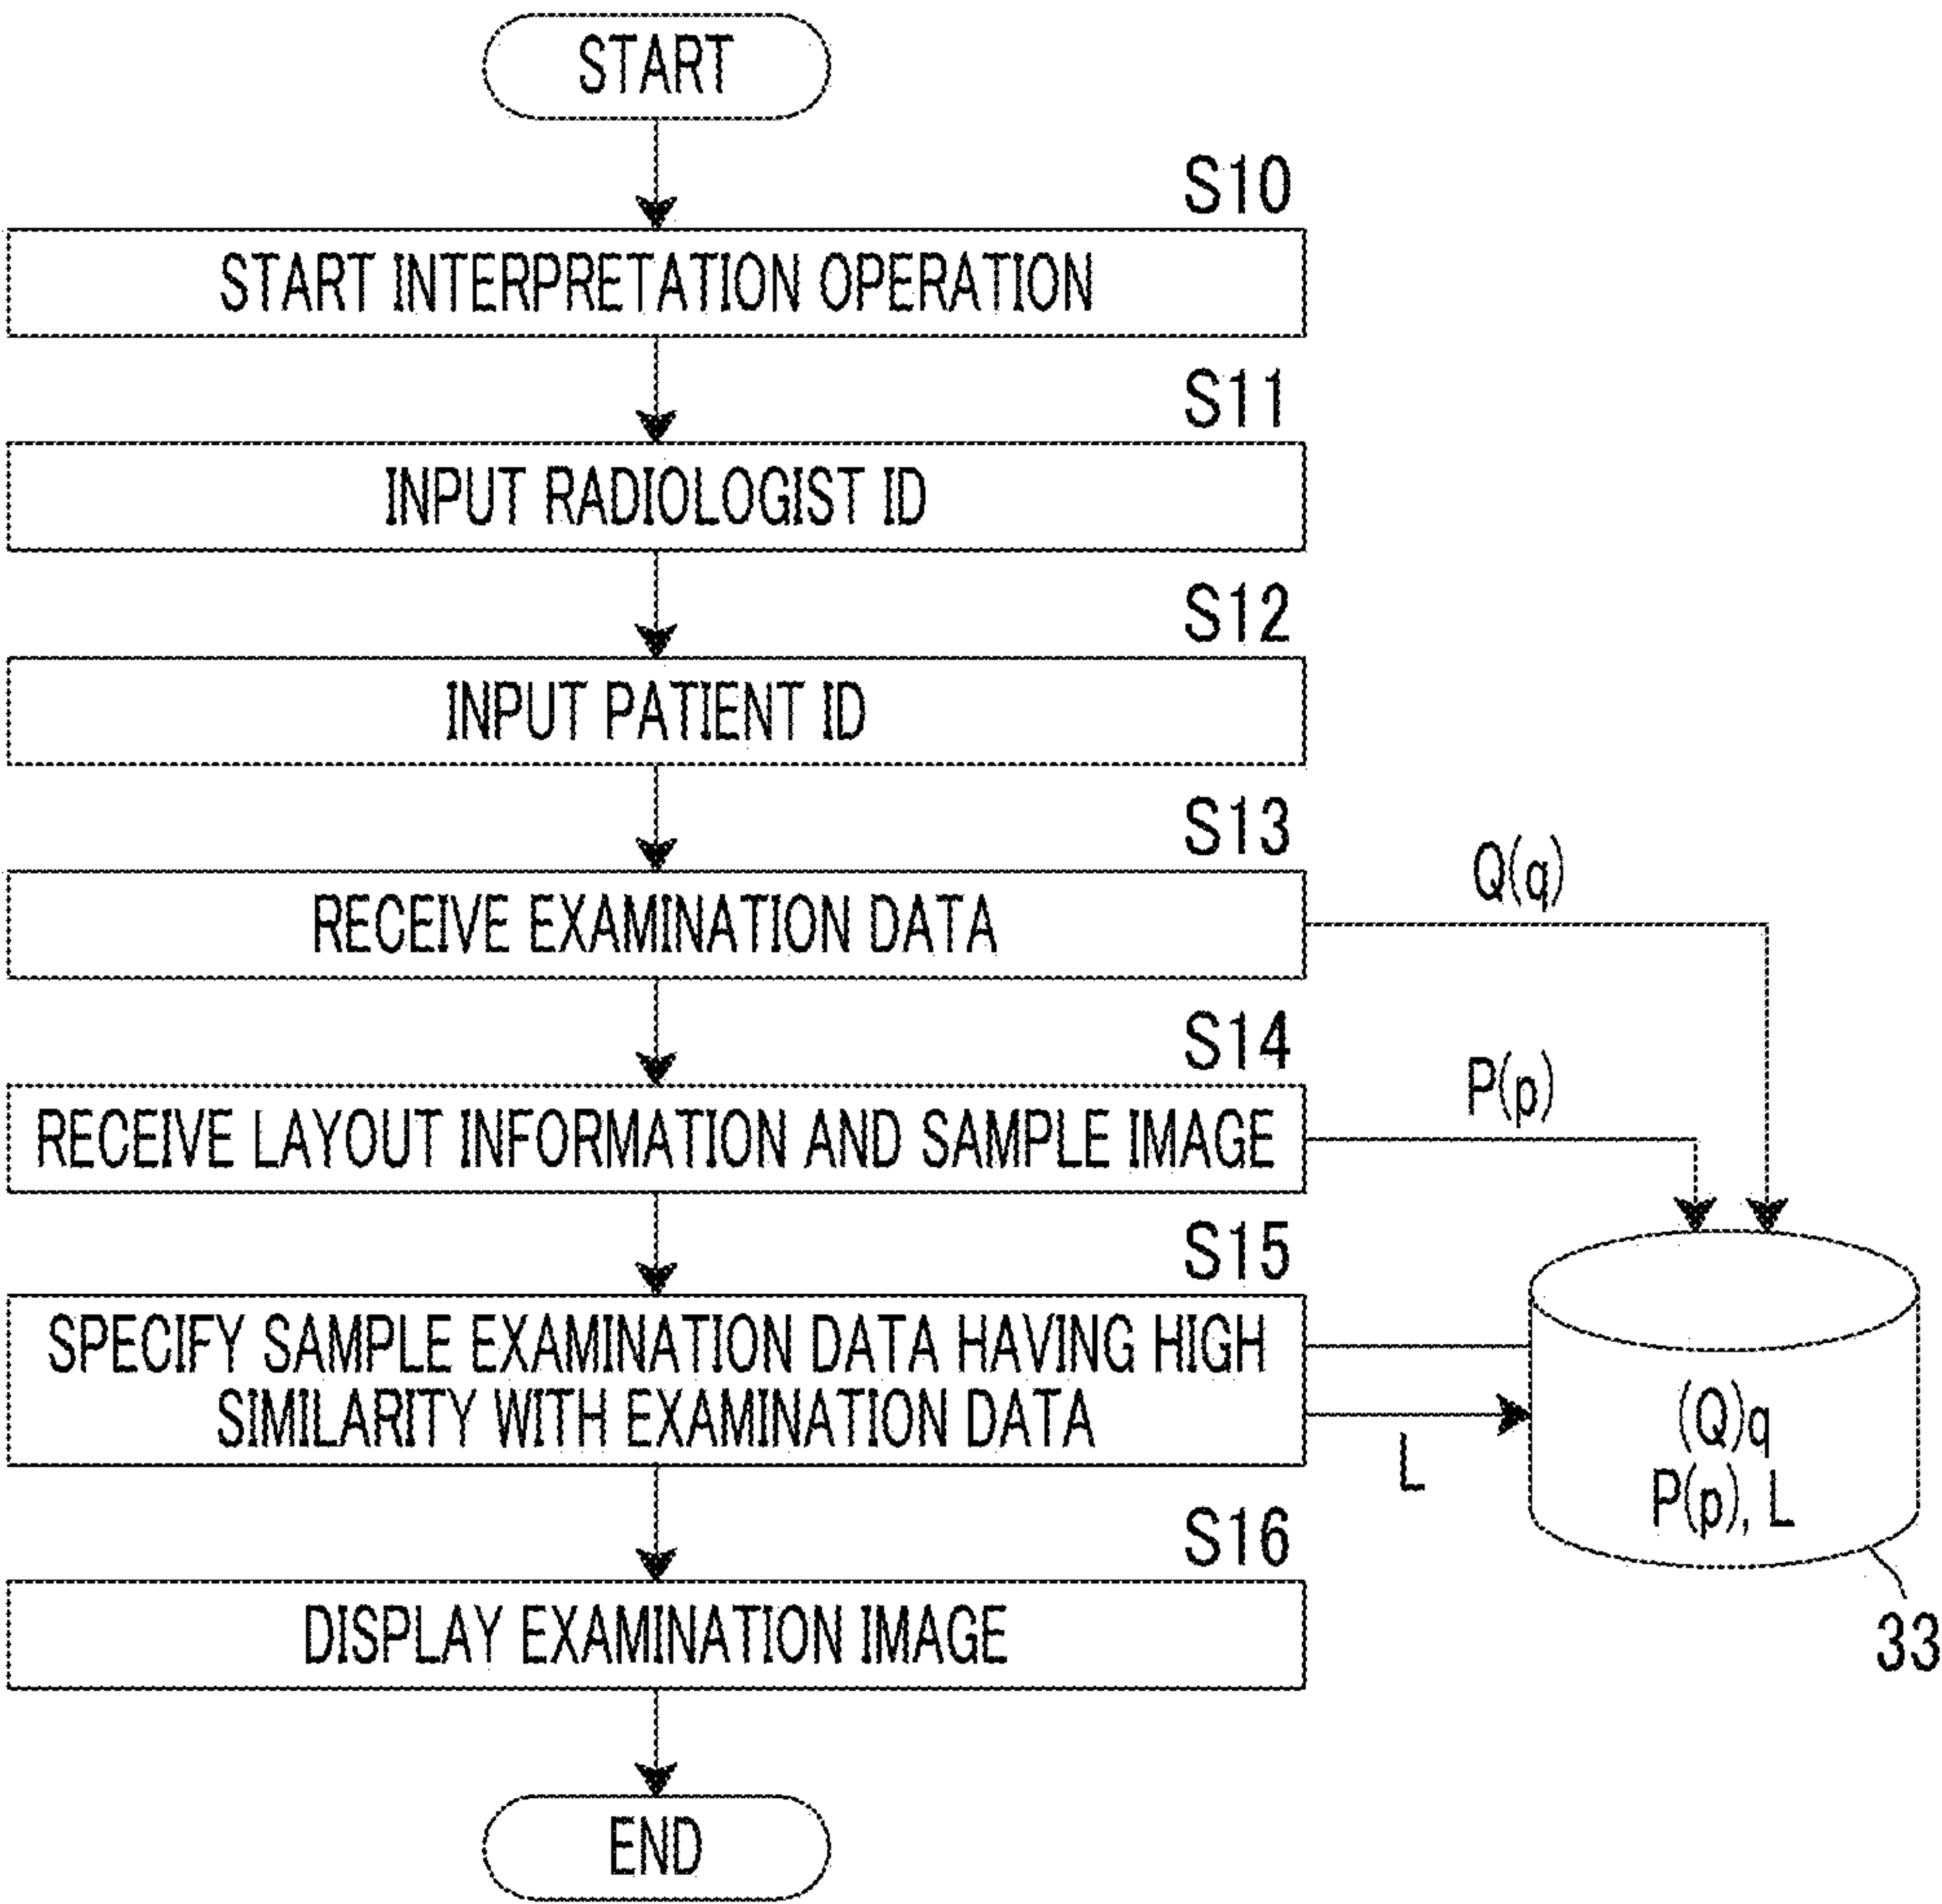 START
S10
START INTERPRETATION OPERATION
S11
INPUT RADIOLOGIST ID
S12
INPUT PATIENT ID
S13
RECEIVE EXAMINATION DATA
Q(q)
S14
RECEIVE LAYOUT INFORMATION AND SAMPLE IMAGE
P(p)
S15
SPECIFY SAMPLE EXAMINATION DATA HAVING HIGH
SIMILARITY WITH EXAMINATION DATA
L
(Q)q
P(p), L
33
S16
DISPLAY EXAMINATION IMAGE
END